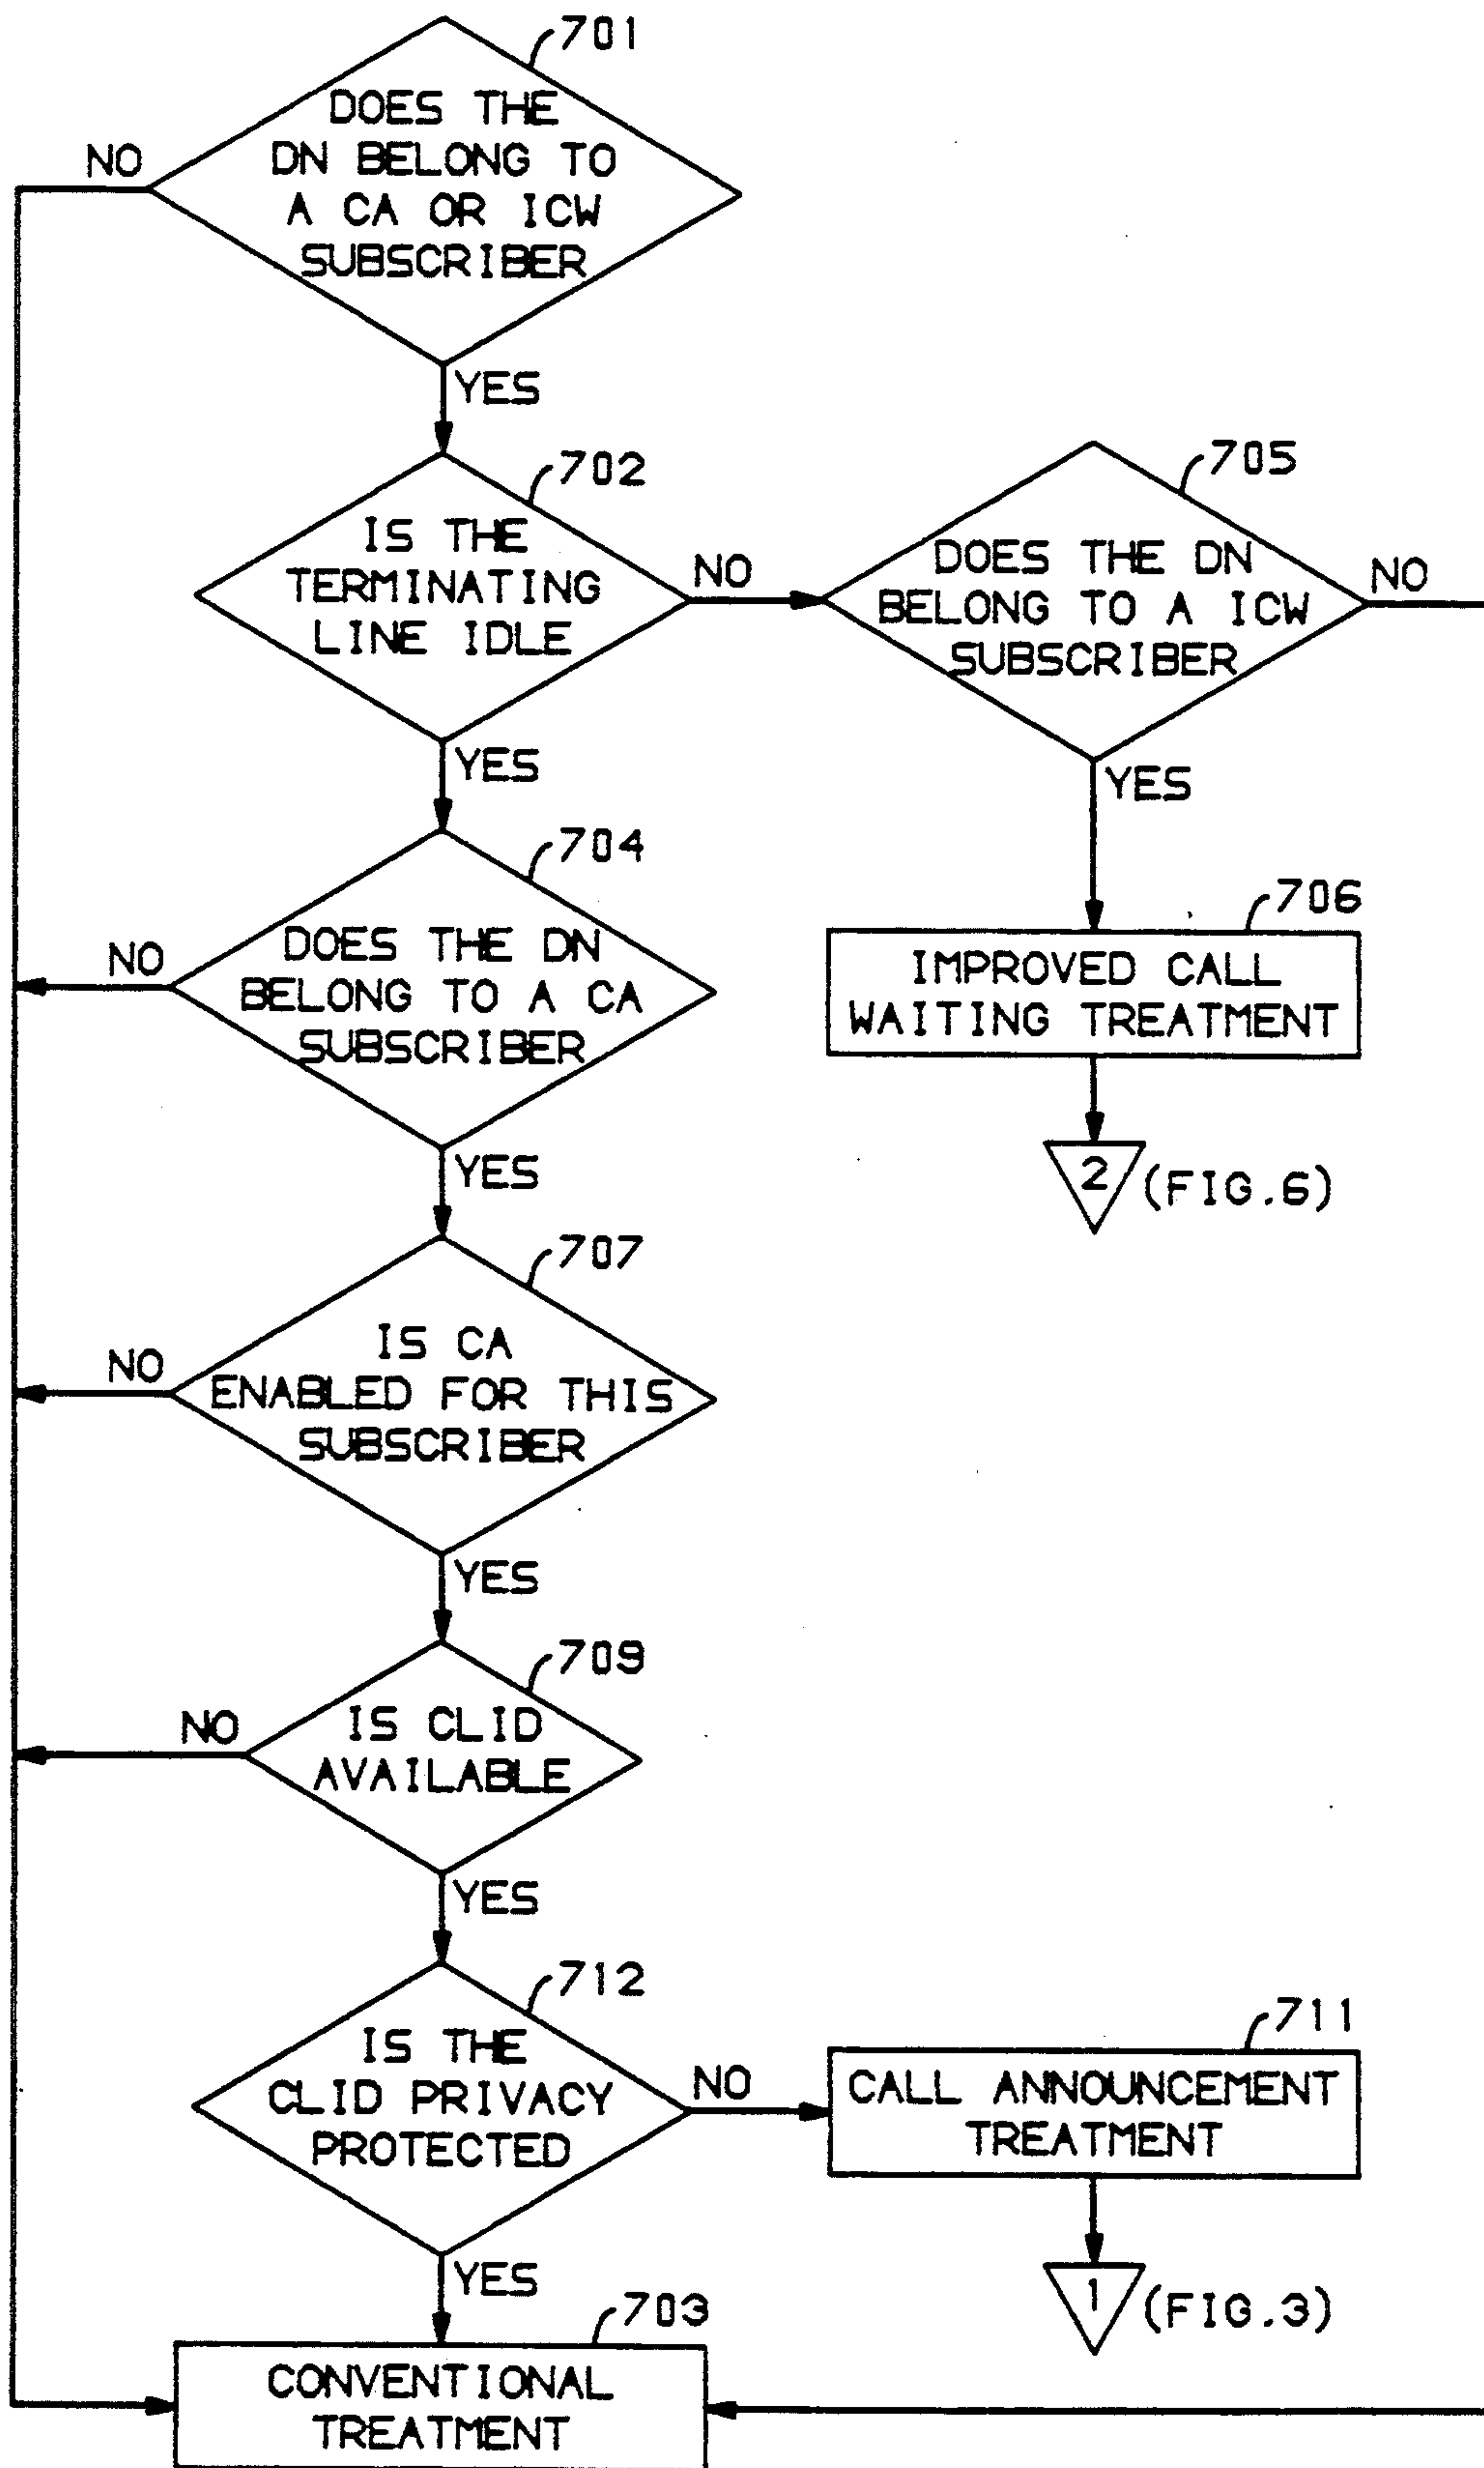 701
DOES THE
DN BELONG TO
A CA OR ICW
SUBSCRIBER
NO
YES
702
IS THE
TERMINATING
LINE IDLE
NO
YES
705
DOES THE DN
BELONG TO A ICW
SUBSCRIBER
NO
YES
704
DOES THE DN
BELONG TO A CA
SUBSCRIBER
NO
YES
706
IMPROVED CALL
WAITING TREATMENT
2 (FIG.6)
707
IS CA
ENABLED FOR THIS
SUBSCRIBER
NO
YES
709
IS CLID
AVAILABLE
NO
YES
712
IS THE
CLID PRIVACY
PROTECTED
NO
YES
711
CALL ANNOUNCEMENT
TREATMENT
1 (FIG.3)
703
CONVENTIONAL
TREATMENT